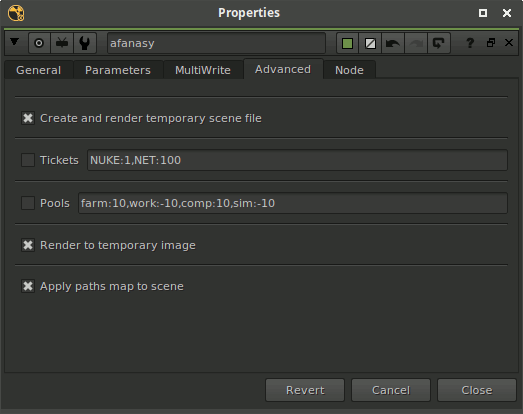 Properties
afanasy
?
General Parameters MultiWrite Advanced Node
Create and render temporary scene file
Tickets NUKE:1,NET:100
Pools farm:10,work:-10,comp:10,sim:-10
Render to temporary image
Apply paths map to scene
Revert Cancel Close